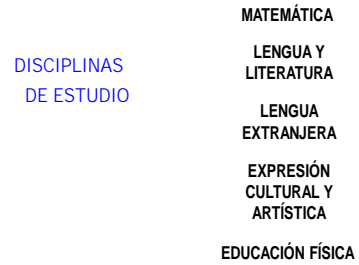 DISCIPLINAS
DE ESTUDIO
MATEMÁTICA
LENGUA Y
LITERATURA
LENGUA
EXTRANJERA
EXPRESIÓN
CULTURAL Y
ARTÍSTICA
EDUCACIÓN FÍSICA